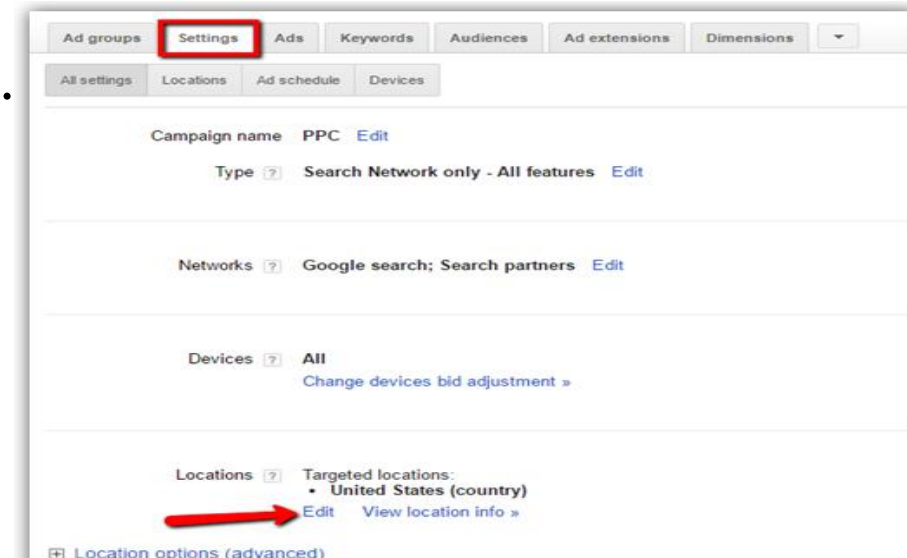 Ad groups Settings Ads Keywords Audiences Ad extensions Dimensions
All settings Locations Ad schedule Devices
Campaign name PPC Edit
Type ? Search Network only - All features Edit
Networks ? Google search; Search partners Edit
Devices ? All
Change devices bid adjustment »
Locations ? Targeted locations:
• United States (country)
Edit View location info »
Location options (advanced)